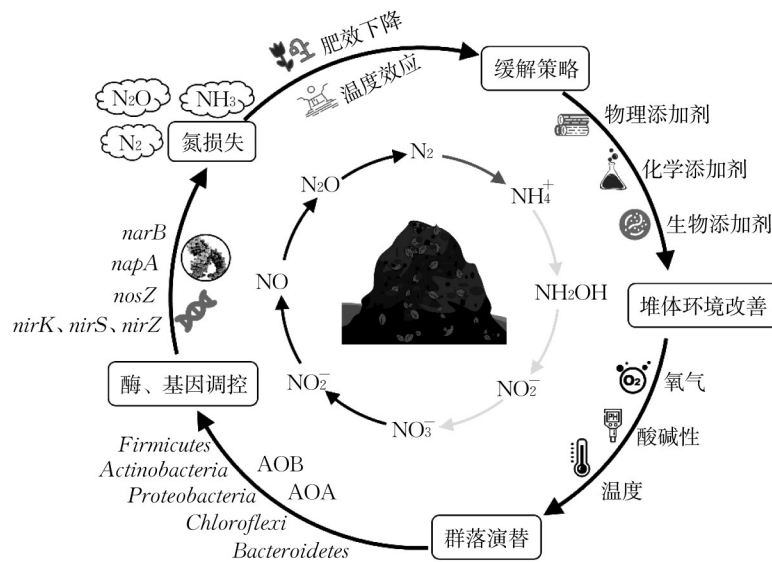 肥效下降
温度效应
缓解策略
N₂O
NH₃
N₂
氮损失
物理添加剂
化学添加剂
生物添加剂
N₂
N₂O
NH₄⁺
NO
NH₂OH
NO₂⁻
NO₂⁻
NO₃⁻
narB
napA
nosZ
nirK、nirS、nirZ
堆体环境改善
酶、基因调控
O₂
氧气
PH
酸碱性
温度
Firmicutes
Actinobacteria
Proteobacteria
Chloroflexi
Bacteroidetes
AOB
AOA
群落演替